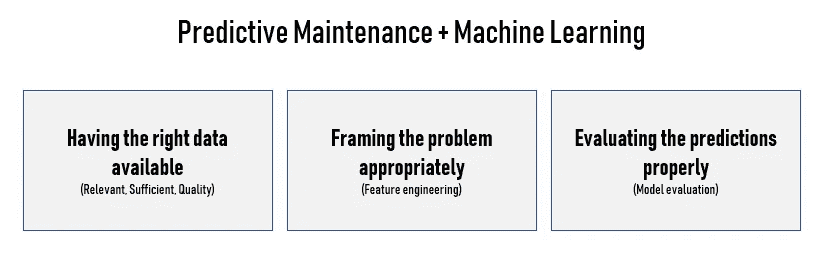 Predictive Maintenance + Machine Learning
Having the right data
available
(Relevant, Sufficient, Quality)
Framing the problem
appropriately
(Feature engineering)
Evaluating the predictions
properly
(Model evaluation)